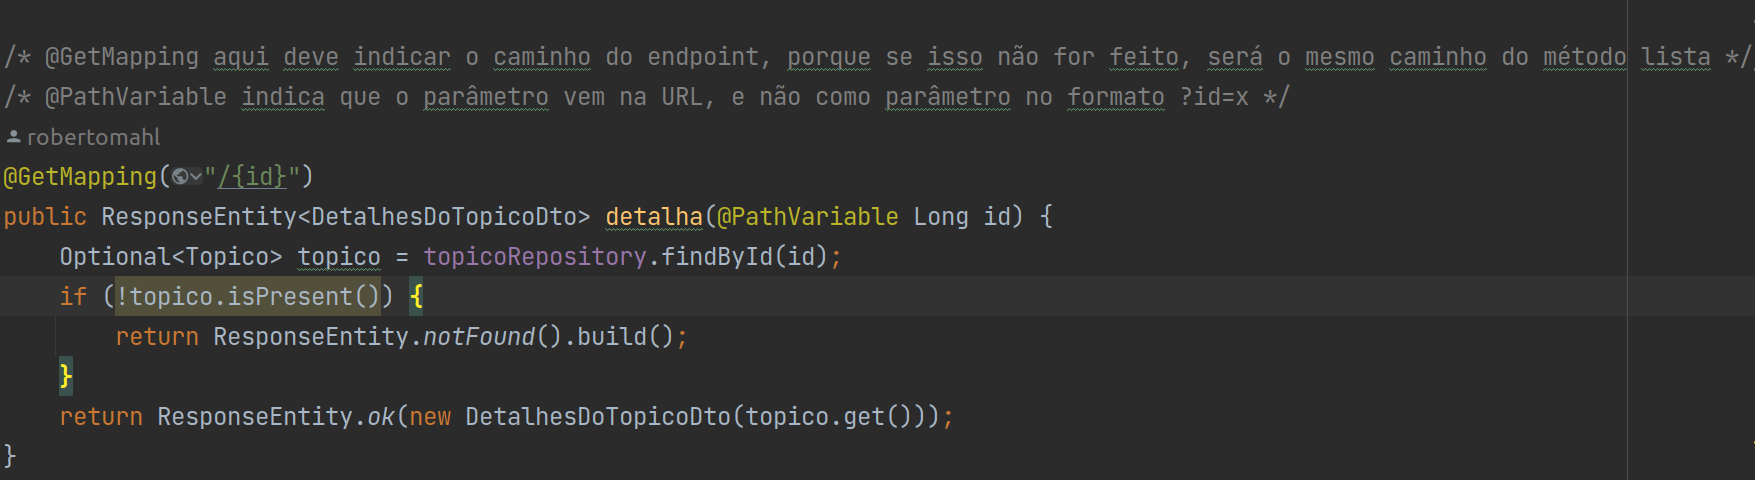 /* @GetMapping aqui deve indicar o caminho do endpoint, porque se isso não for feito, será o mesmo caminho do método lista */
/* @PathVariable indica que o parâmetro vem na URL, e não como parâmetro no formato ?id=x */
robertomahl
@GetMapping("/{id}")
public ResponseEntity<DetalhesDoTopicoDto> detalha(@PathVariable Long id) {
    Optional<Topico> topico = topicoRepository.findById(id);
    if (!topico.isPresent()) {
        return ResponseEntity.notFound().build();
    }
    return ResponseEntity.ok(new DetalhesDoTopicoDto(topico.get()));
}